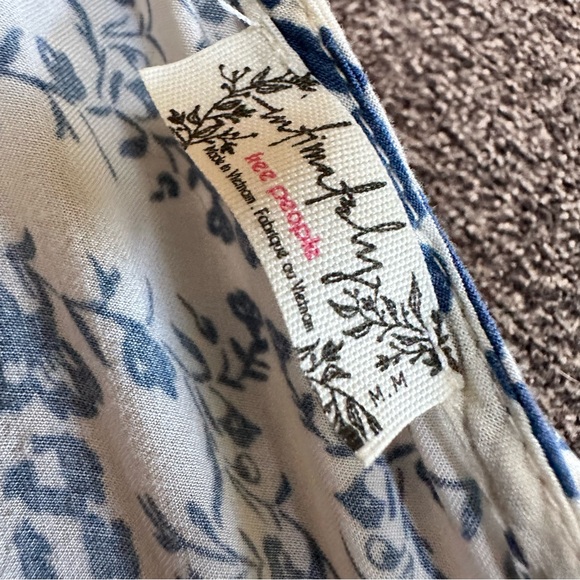 intimately
free people
Made in Vietnam. Fabriqué au Vietnam
M. M